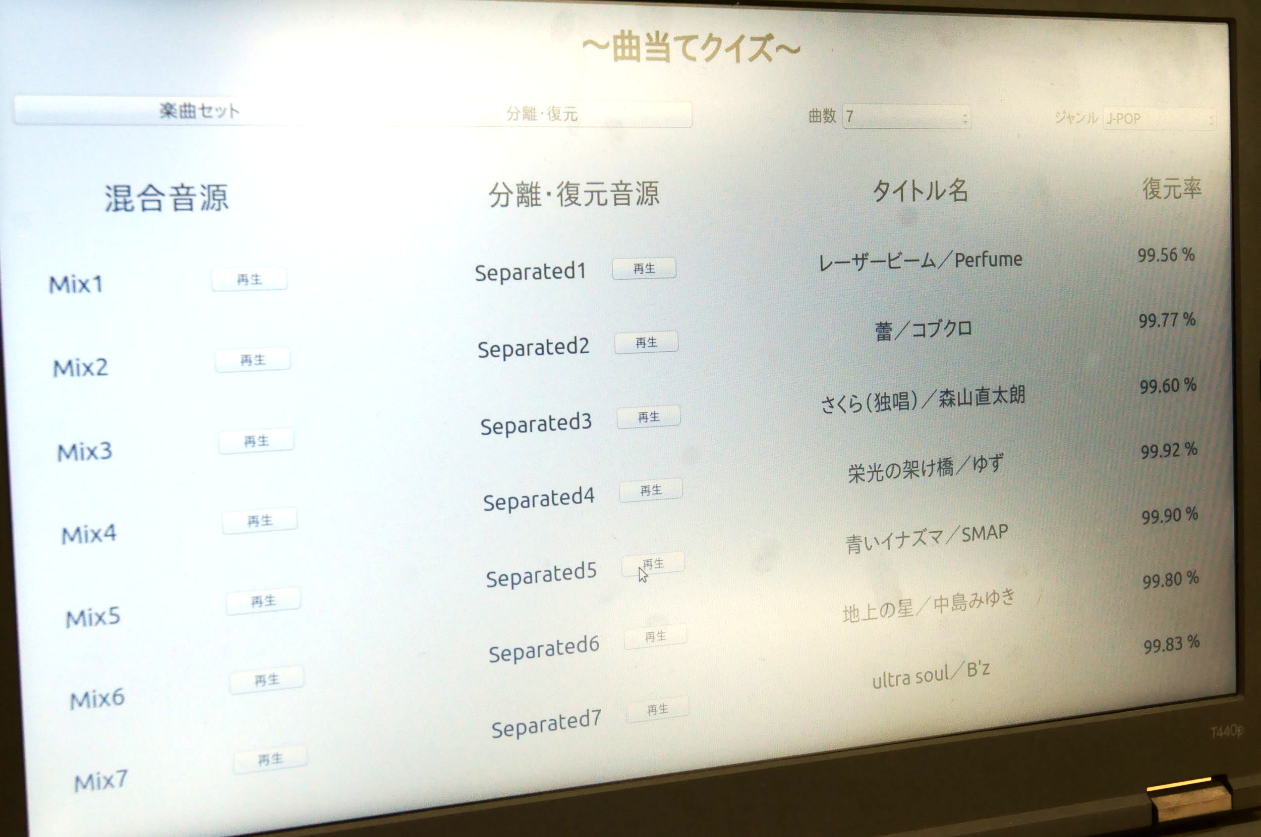 ～曲当てクイズ～
楽曲セット 分離・復元 曲数 7 ジャンル J-POP
混合音源 分離・復元音源 タイトル名 復元率
Mix1 再生 Separated1 再生 レーザービーム／Perfume 99.56 %
Mix2 再生 Separated2 再生 蕾／コブクロ 99.77 %
Mix3 再生 Separated3 再生 さくら（独唱）／森山直太朗 99.60 %
Mix4 再生 Separated4 再生 栄光の架け橋／ゆず 99.92 %
Mix5 再生 Separated5 再生 青いイナズマ／SMAP 99.90 %
Mix6 再生 Separated6 再生 地上の星／中島みゆき 99.80 %
Mix7 再生 Separated7 再生 ultra soul／B'z 99.83 %
T440p